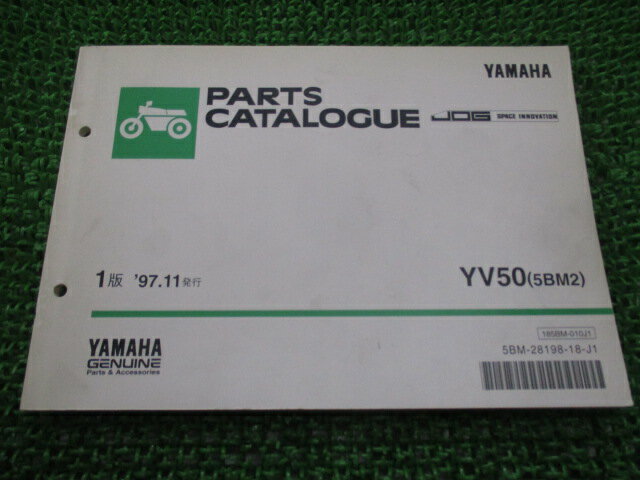 YAMAHA
PARTS
CATALOGUE
JOG SPACE INNOVATION
1版 '97.11発行
YV50(5BM2)
185BM-010J1
5BM-28198-18-J1
YAMAHA
GENUINE
Parts & Accessories